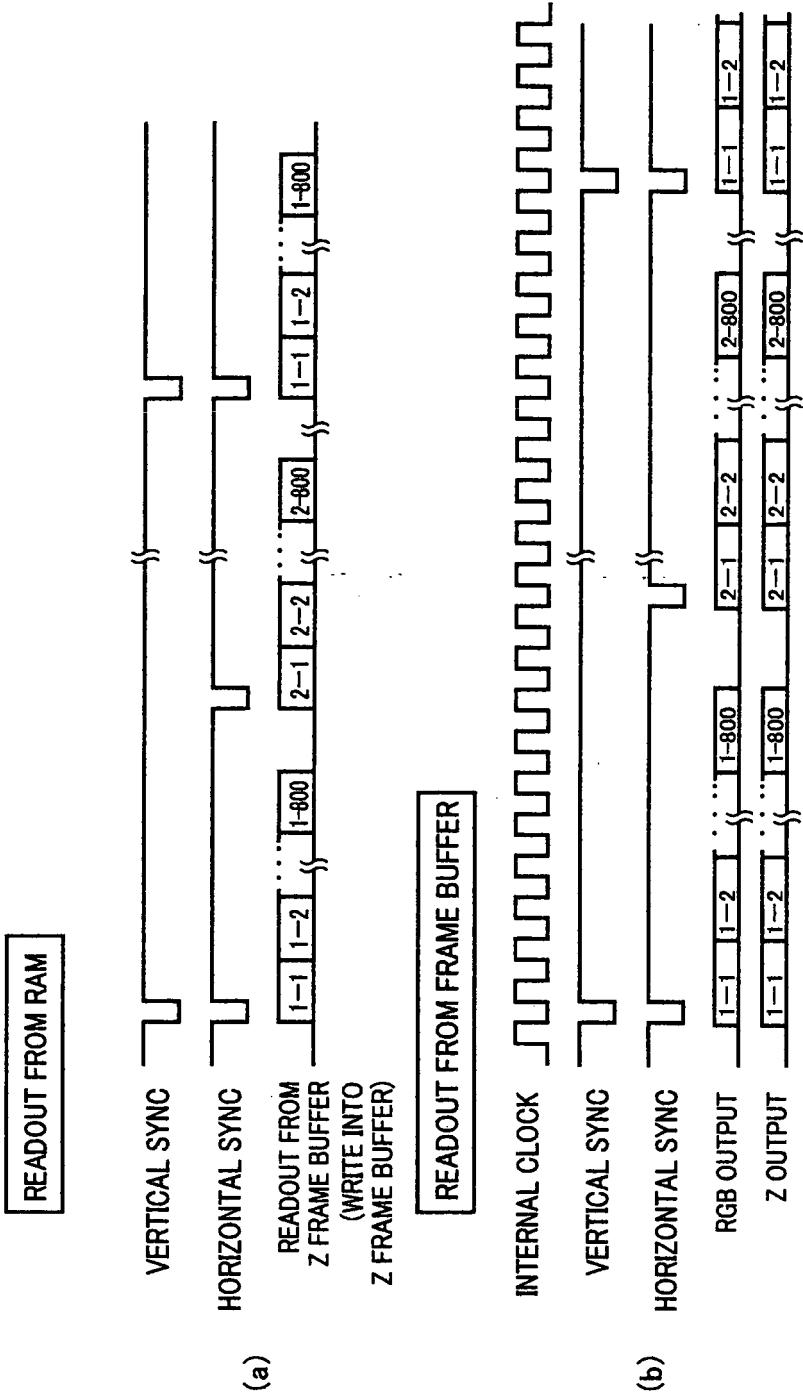 READOUT FROM RAM
(a)
VERTICAL SYNC
HORIZONTAL SYNC
READOUT FROM
Z FRAME BUFFER
(WRITE INTO
Z FRAME BUFFER)
1-1 1-2 ... 1-800 2-1 2-2 ... 2-800 1-1 1-2 ... 1-800
READOUT FROM FRAME BUFFER
(b)
INTERNAL CLOCK
VERTICAL SYNC
HORIZONTAL SYNC
RGB OUTPUT 1-1 1-2 ... 1-800 2-1 2-2 ... 2-800 1-1 1-2
Z OUTPUT 1-1 1-2 ... 1-800 2-1 2-2 ... 2-800 1-1 1-2